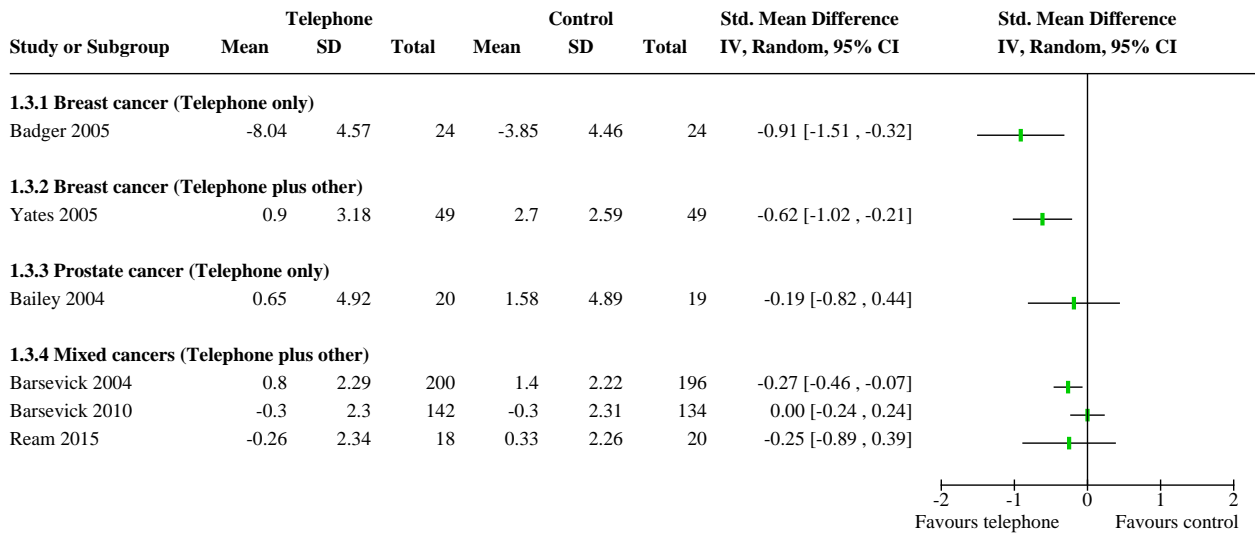 Telephone Control Std. Mean Difference Std. Mean Difference
Study or Subgroup Mean SD Total Mean SD Total IV, Random, 95% CI IV, Random, 95% CI
1.3.1 Breast cancer (Telephone only)
Badger 2005 -8.04 4.57 24 -3.85 4.46 24 -0.91 [-1.51 , -0.32]
1.3.2 Breast cancer (Telephone plus other)
Yates 2005 0.9 3.18 49 2.7 2.59 49 -0.62 [-1.02 , -0.21]
1.3.3 Prostate cancer (Telephone only)
Bailey 2004 0.65 4.92 20 1.58 4.89 19 -0.19 [-0.82 , 0.44]
1.3.4 Mixed cancers (Telephone plus other)
Barsevick 2004 0.8 2.29 200 1.4 2.22 196 -0.27 [-0.46 , -0.07]
Barsevick 2010 -0.3 2.3 142 -0.3 2.31 134 0.00 [-0.24 , 0.24]
Ream 2015 -0.26 2.34 18 0.33 2.26 20 -0.25 [-0.89 , 0.39]
-2 -1 0 1 2
Favours telephone Favours control